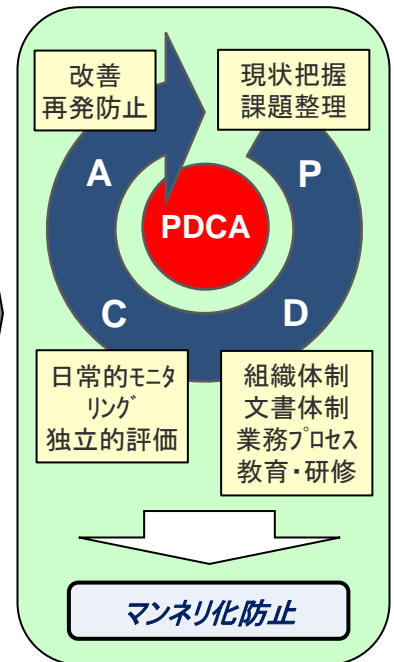 改善
再発防止
現状把握
課題整理
A
P
PDCA
C
D
日常的モニタ
リング
独立的評価
組織体制
文書体制
業務プロセス
教育・研修
マンネリ化防止